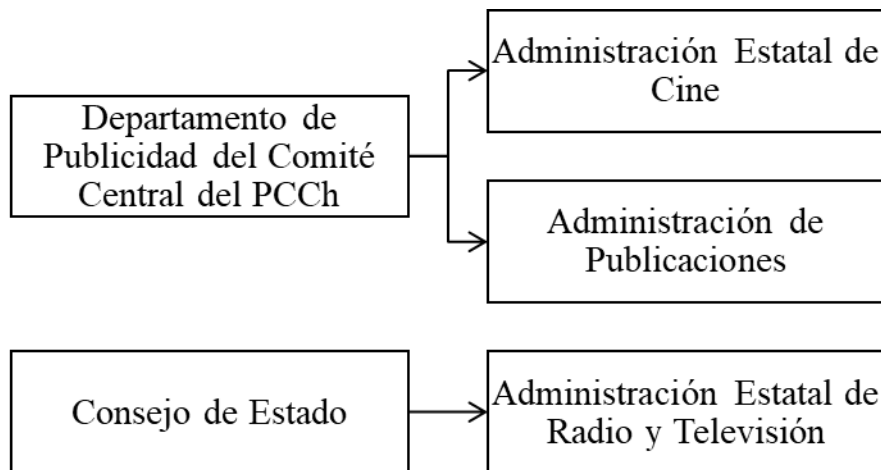 Departamento de
Publicidad del Comité
Central del PCCh
Administración Estatal de
Cine
Administración de
Publicaciones
Consejo de Estado
Administración Estatal de
Radio y Televisión